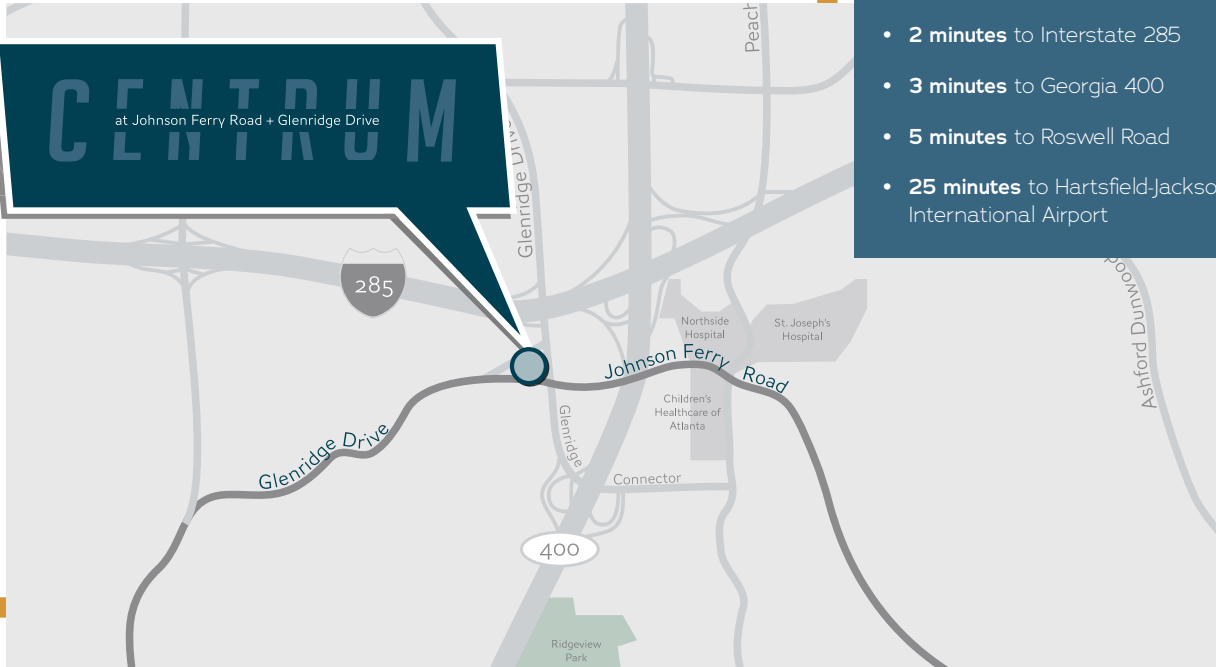 CENTRUM
at Johnson Ferry Road + Glenridge Drive
• 2 minutes to Interstate 285
• 3 minutes to Georgia 400
• 5 minutes to Roswell Road
• 25 minutes to Hartsfield-Jackso
International Airport
Peach
Glenridge Drive
285
Northside
Hospital
St. Joseph's
Hospital
Johnson Ferry Road
Children's
Healthcare of
Atlanta
Glenridge
Connector
Glenridge Drive
400
Ashford Dunwood
Ridgeview
Park